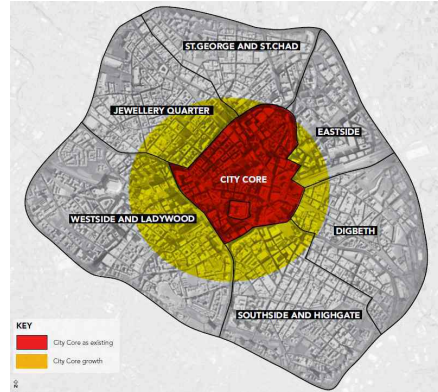 ST.GEORGE AND ST.CHAD
JEWELLERY QUARTER
EASTSIDE
CITY CORE
WESTSIDE AND LADYWOOD
DIGBETH
SOUTHSIDE AND HIGHGATE
KEY
City Core as existing
City Core growth